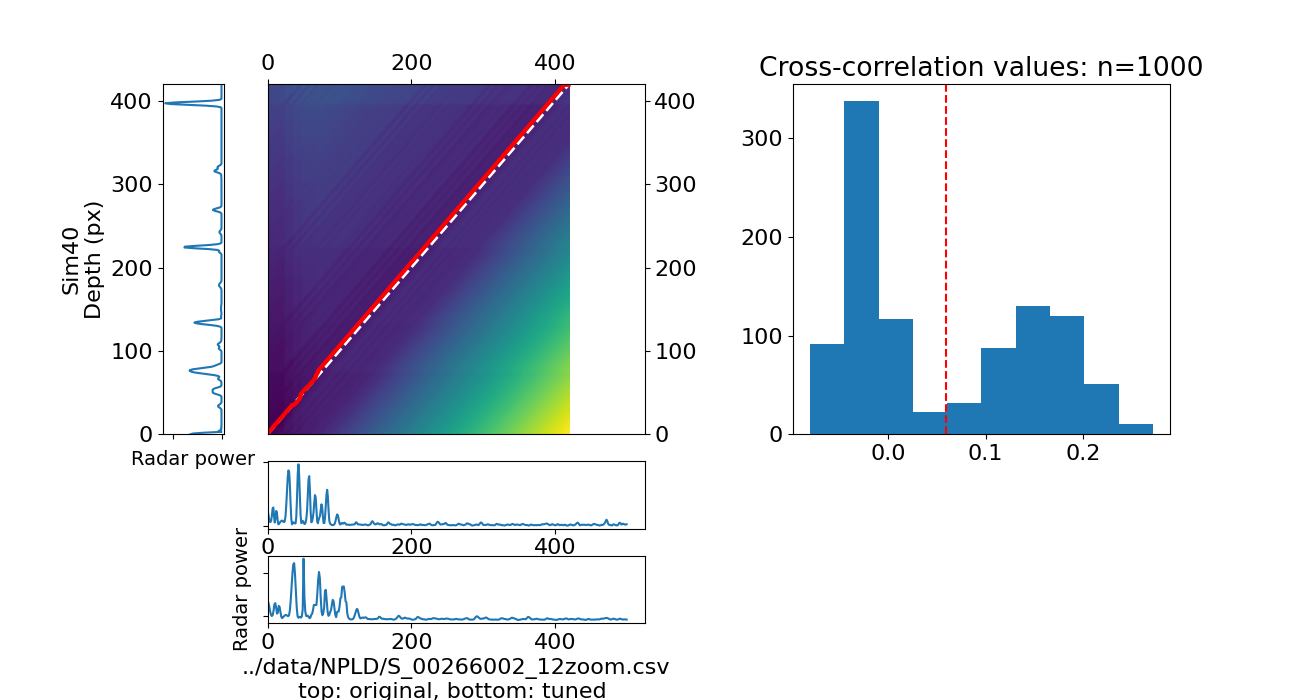 Cross-correlation values: n=1000
0 200 400
400 400
300 300
200 200
100 100
0 0
Sim40
Depth (px)
300
200
100
0
0.0 0.1 0.2
Radar power
0 200 400
Radar power
0 200 400
../data/NPLD/S_00266002_12zoom.csv
top: original, bottom: tuned